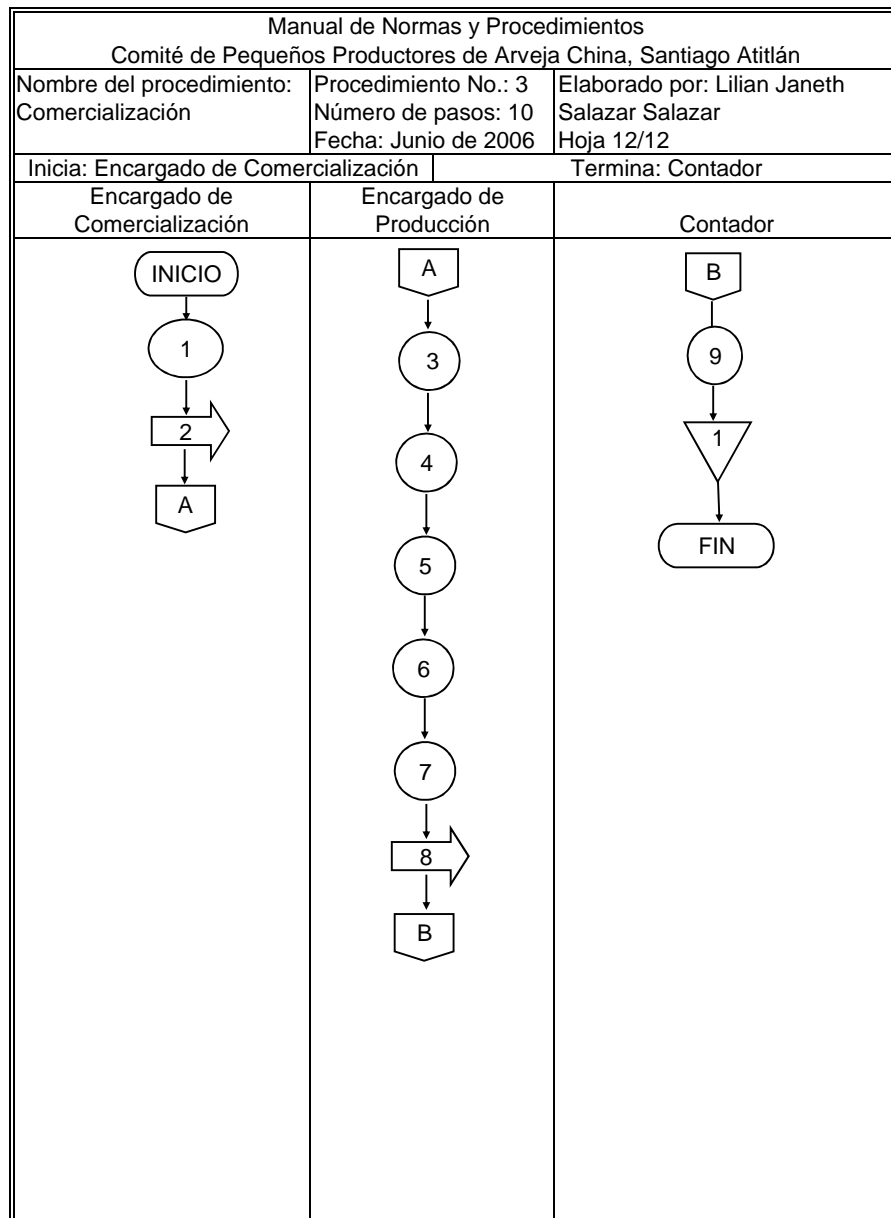 Manual de Normas y Procedimientos
Comité de Pequeños Productores de Arveja China, Santiago Atitlán
Nombre del procedimiento:
Comercialización
Procedimiento No.: 3
Número de pasos: 10
Fecha: Junio de 2006
Elaborado por: Lilian Janeth
Salazar Salazar
Hoja 12/12
Inicia: Encargado de Comercialización
Termina: Contador
Encargado de
Comercialización
Encargado de
Producción
Contador
INICIO
1
2
A
A
3
4
5
6
7
8
B
B
9
1
FIN